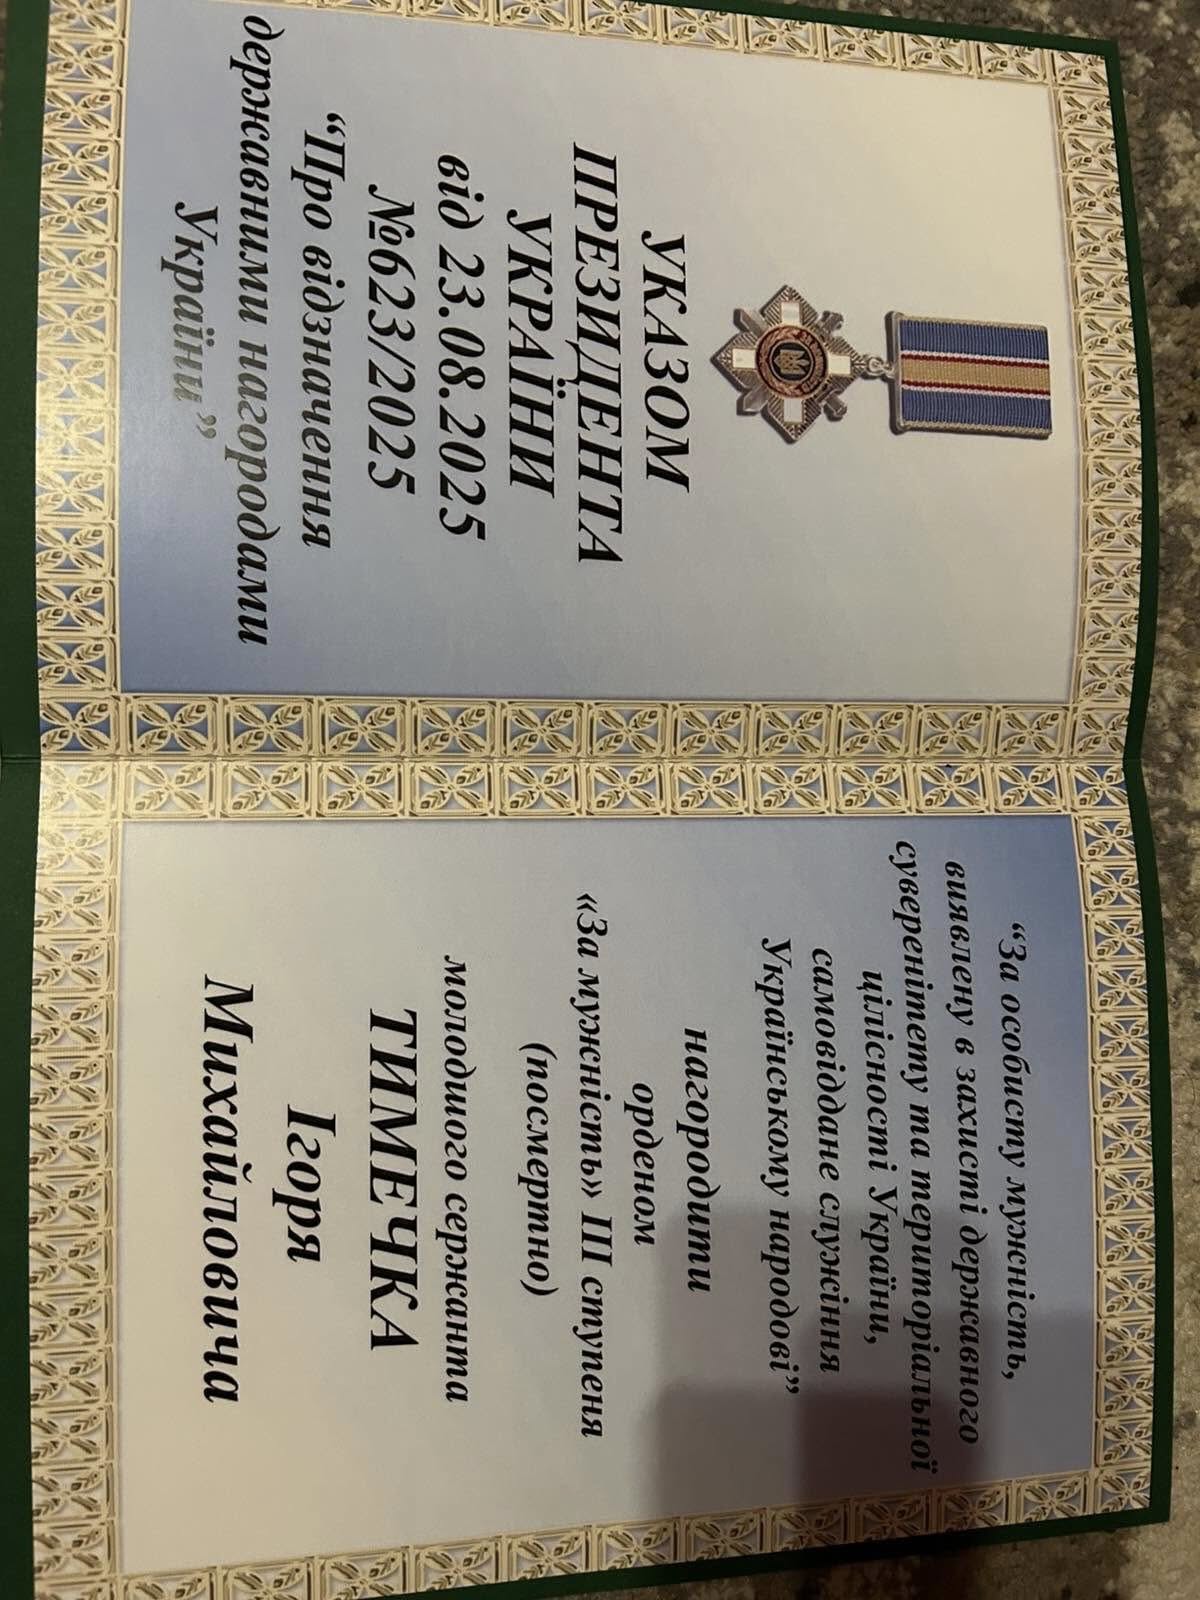 УКАЗОМ
ПРЕЗИДЕНТА
УКРАЇНИ
від 23.08.2025
№623/2025
“Про відзначення
державними нагородами
України”
“За особисту мужність,
виявлену в захисті державного
суверенітету та територіальної
цілісності України,
самовіддане служіння
Українському народові”
нагородити
орденом
«За мужність» III ступеня
(посмертно)
молодшого сержанта
ТИМЕЧКА
Ігоря
Михайловича